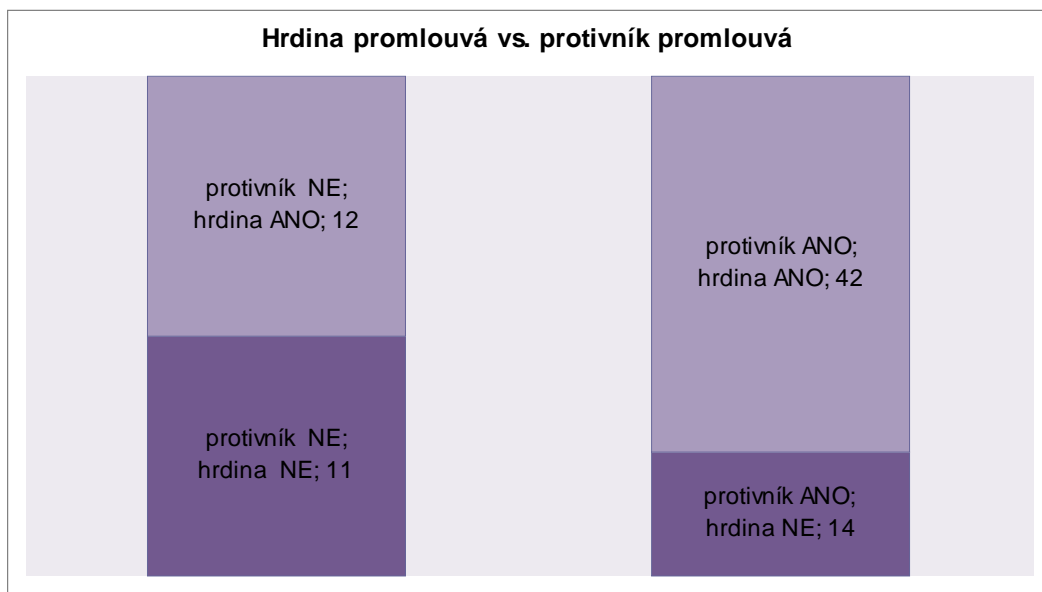 Hrdina promlouvá vs. protivník promlouvá
protivník NE;
hrdina ANO; 12
protivník NE;
hrdina NE; 11
protivník ANO;
hrdina ANO; 42
protivník ANO;
hrdina NE; 14